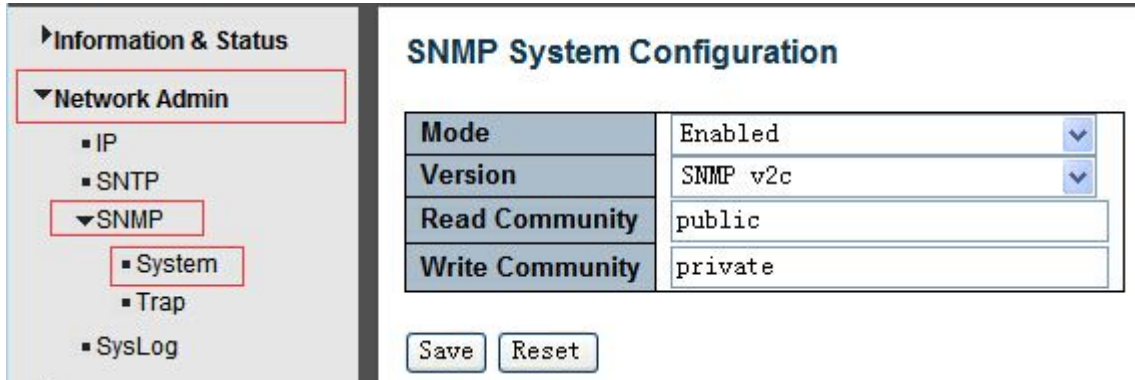 Information & Status
Network Admin
IP
SNTP
SNMP
System
Trap
SysLog
SNMP System Configuration
Mode Enabled
Version SNMP v2c
Read Community public
Write Community private
Save Reset